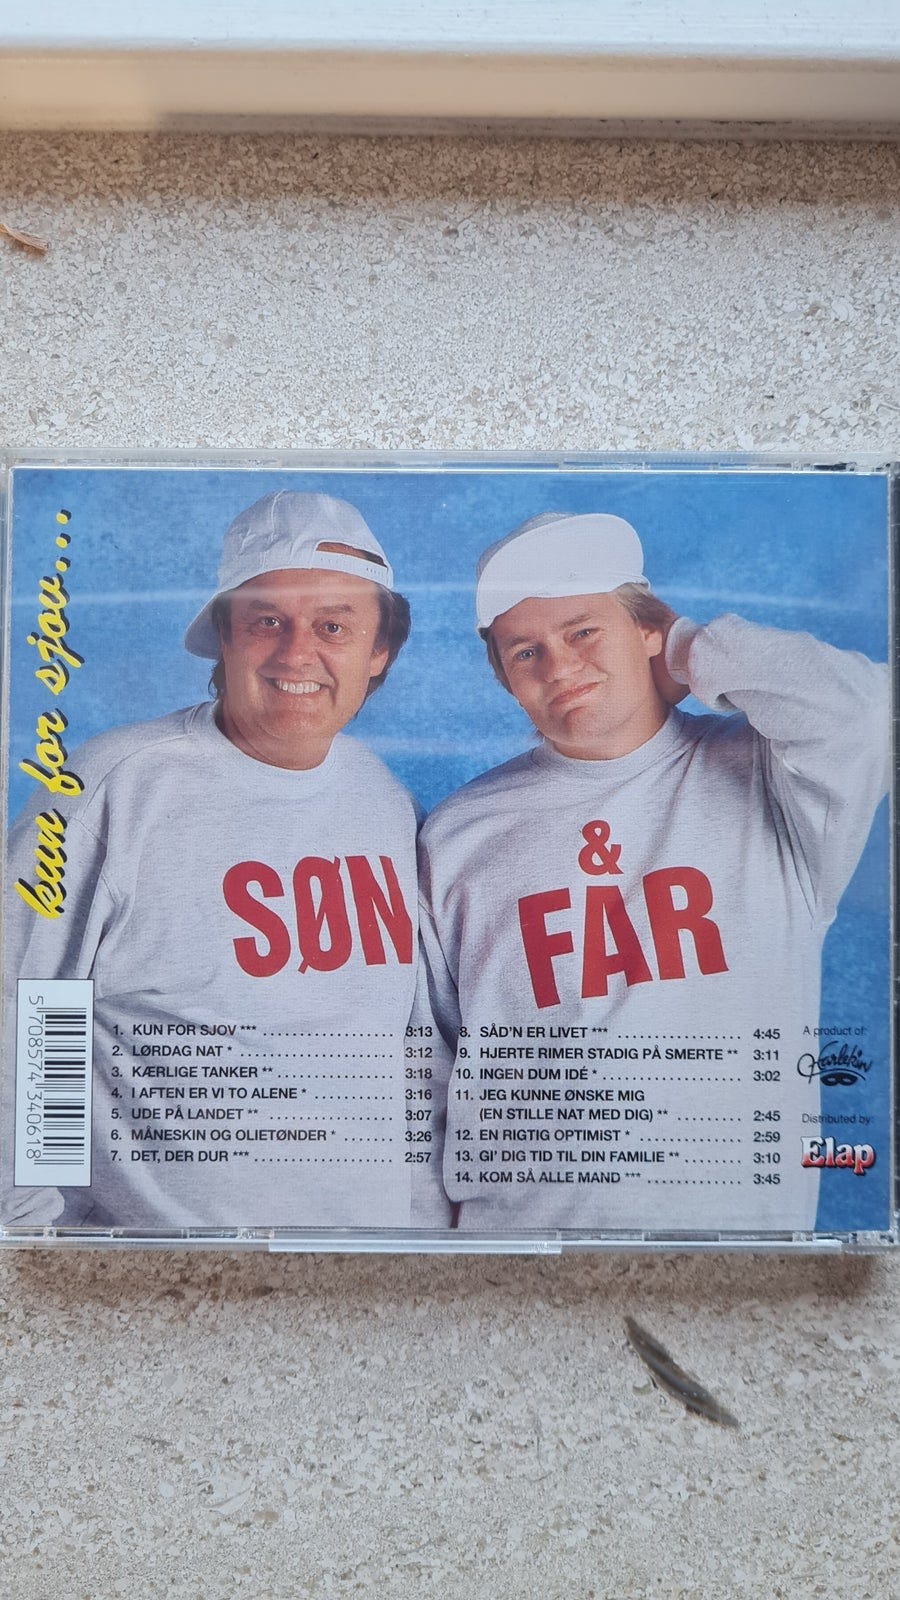 kun for sjov...
SØN
&
FAR
5 708574 340618
1. KUN FOR SJOV *** 3:13
2. LØRDAG NAT * 3:12
3. KÆRLIGE TANKER ** 3:18
4. I AFTEN ER VI TO ALENE * 3:16
5. UDE PÅ LANDET ** 3:07
6. MÅNESKIN OG OLIETØNDER * 3:26
7. DET, DER DUR *** 2:57
8. SÅD'N ER LIVET *** 4:45
9. HJERTE RIMER STADIG PÅ SMERTE ** 3:11
10. INGEN DUM IDÉ * 3:02
11. JEG KUNNE ØNSKE MIG
(EN STILLE NAT MED DIG) ** 2:45
12. EN RIGTIG OPTIMIST * 2:59
13. GI' DIG TID TIL DIN FAMILIE ** 3:10
14. KOM SÅ ALLE MAND *** 3:45
A product of:
Harlekin
Distributed by:
Elap